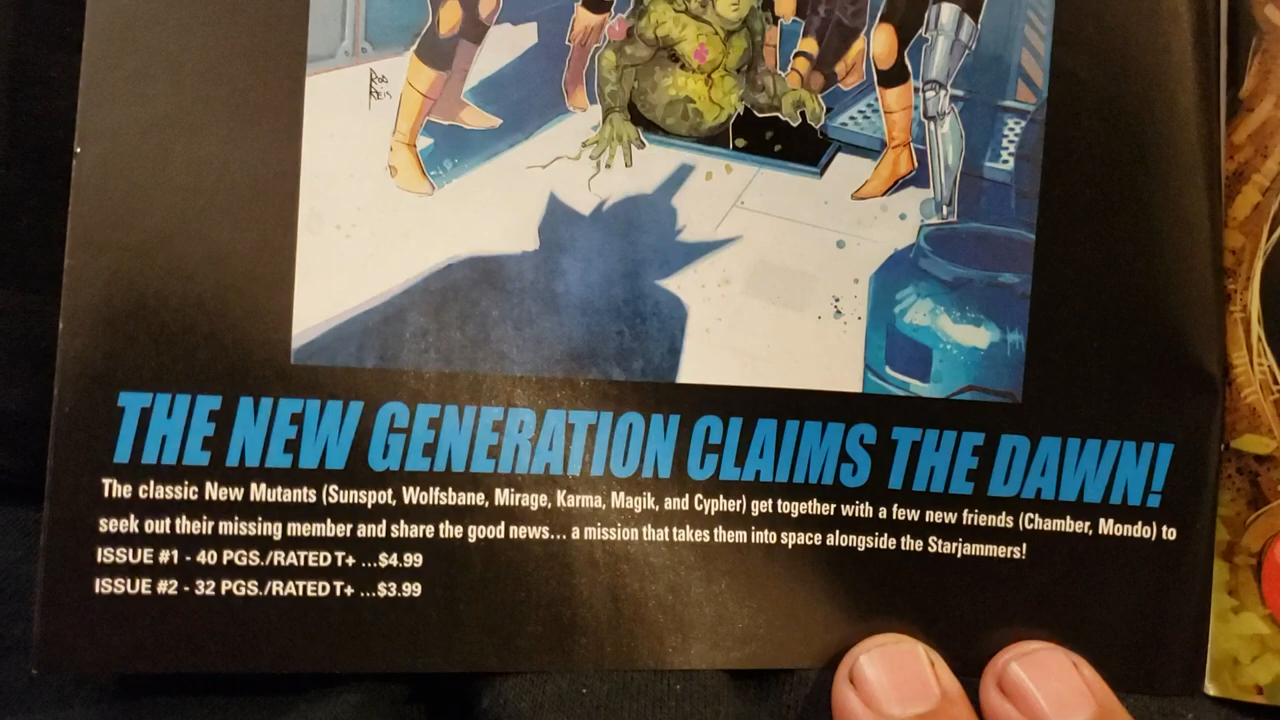 ROB
REIS
THE NEW GENERATION CLAIMS THE DAWN!
The classic New Mutants (Sunspot, Wolfsbane, Mirage, Karma, Magik, and Cypher) get together with a few new friends (Chamber, Mondo) to
seek out their missing member and share the good news... a mission that takes them into space alongside the Starjammers!
ISSUE #1 - 40 PGS./RATED T+ ...$4.99
ISSUE #2 - 32 PGS./RATED T+ ...$3.99